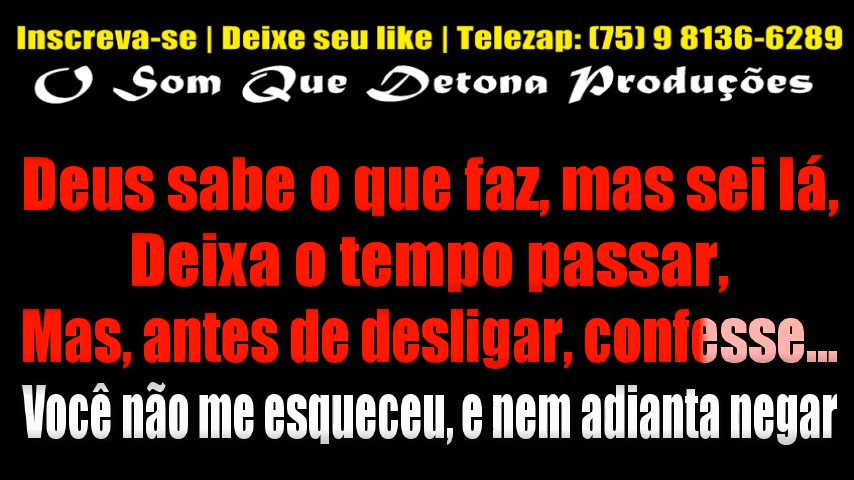 Inscreva-se | Deixe seu like | Telezap: (75) 9 8136-6289
O Som Que Detona Produções
Deus sabe o que faz, mas sei lá,
Deixa o tempo passar,
Mas, antes de desligar, confesse...
Você não me esqueceu, e nem adianta negar